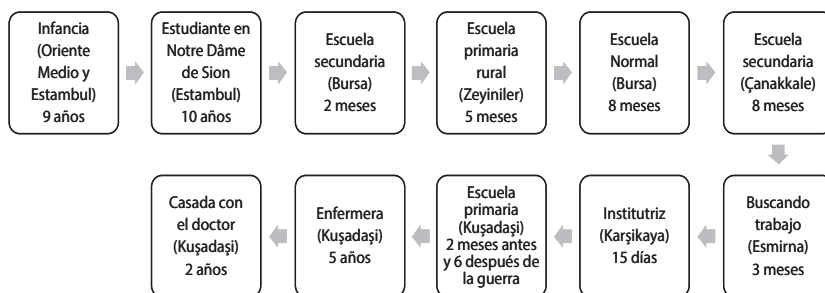 Infancia
(Oriente
Medio y
Estambul)
9 años
Estudiante en
Notre Dâme
de Sion
(Estambul)
10 años
Escuela
secundaria
(Bursa)
2 meses
Escuela
primaria
rural
(Zeyiniler)
5 meses
Escuela
Normal
(Bursa)
8 meses
Escuela
secundaria
(Çanakkale)
8 meses
Buscando
trabajo
(Esmirna)
3 meses
Institutriz
(Karşikaya)
15 días
Escuela
primaria
(Kuşadaşi)
2 meses antes
y 6 después de
la guerra
Enfermera
(Kuşadaşi)
5 años
Casada con
el doctor
(Kuşadaşi)
2 años